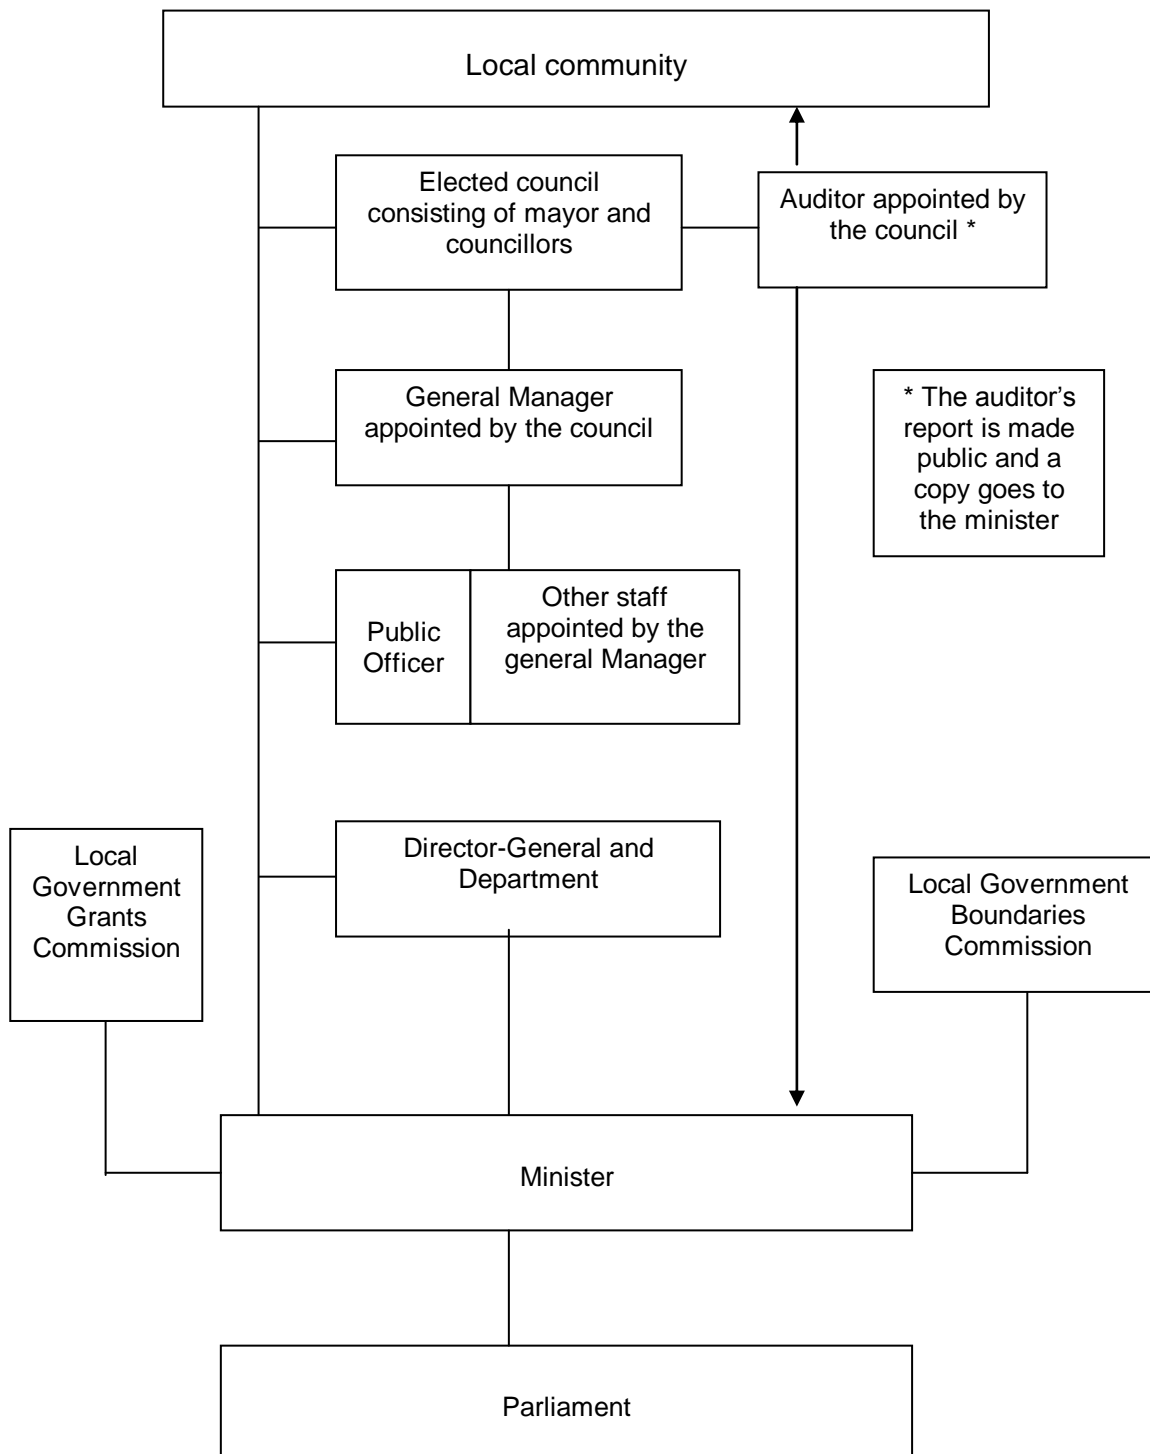 Local community
Elected council
consisting of mayor and
councillors
Auditor appointed by
the council *
General Manager
appointed by the council
* The auditor’s
report is made
public and a
copy goes to
the minister
Public
Officer
Other staff
appointed by the
general Manager
Local
Government
Grants
Commission
Director-General and
Department
Local Government
Boundaries
Commission
Minister
Parliament